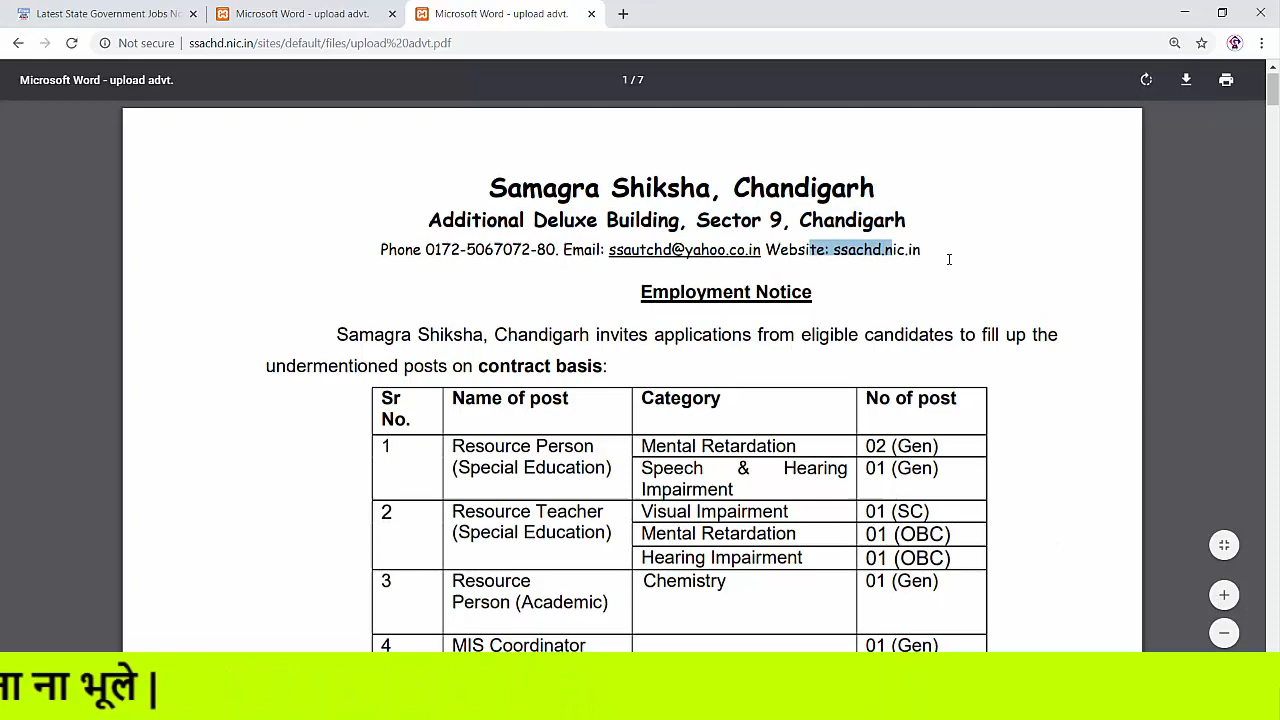 Latest State Government Jobs No
Microsoft Word - upload advt.
Microsoft Word - upload advt.
Not secure | ssachd.nic.in/sites/default/files/upload%20advt.pdf
Microsoft Word - upload advt.
1 / 7
Samagra Shiksha, Chandigarh
Additional Deluxe Building, Sector 9, Chandigarh
Phone 0172-5067072-80. Email: ssautchd@yahoo.co.in Website: ssachd.nic.in
Employment Notice
Samagra Shiksha, Chandigarh invites applications from eligible candidates to fill up the
undermentioned posts on contract basis:
Sr No. Name of post Category No of post
1 Resource Person (Special Education) Mental Retardation 02 (Gen)
Speech & Hearing Impairment 01 (Gen)
2 Resource Teacher (Special Education) Visual Impairment 01 (SC)
Mental Retardation 01 (OBC)
Hearing Impairment 01 (OBC)
3 Resource Person (Academic) Chemistry 01 (Gen)
4 MIS Coordinator 01 (Gen)
ना भूले |